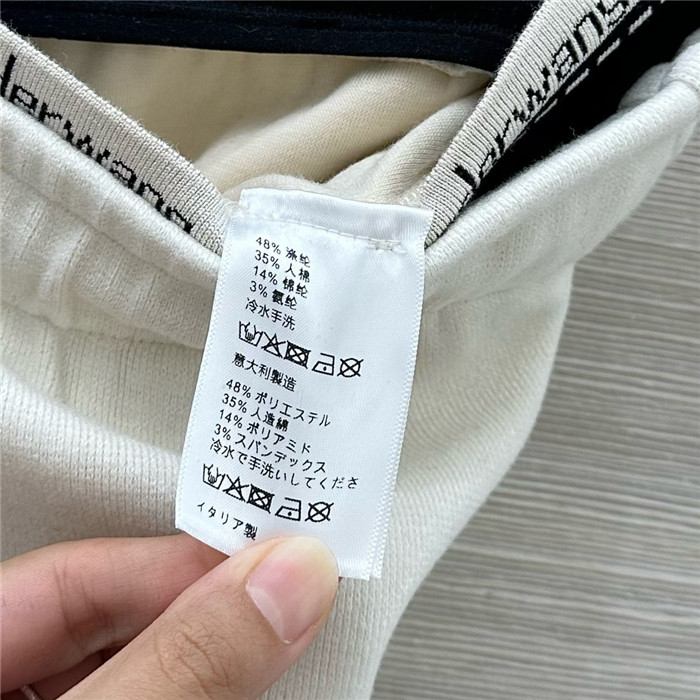 lerwang
lerwang
48% 涤纶
35% 人棉
14% 锦纶
3% 氨纶
冷水手洗
意大利製造
48% ポリエステル
35% 人造綿
14% ポリアミド
3% スパンデックス
冷水で手洗いしてくださ
イタリア製